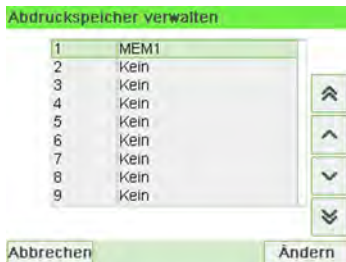 Abdruckspeicher verwalten
1 MEM1
2 Kein
3 Kein
4 Kein
5 Kein
6 Kein
7 Kein
8 Kein
9 Kein
Abbrechen Ändern